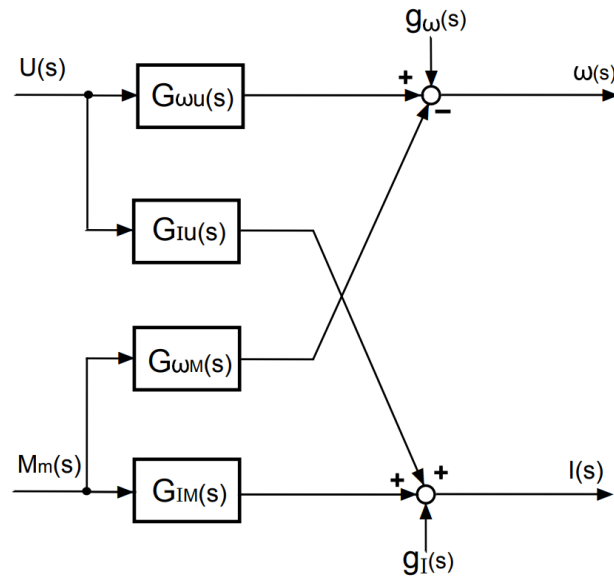 gω(s)
U(s)
Gωu(s)
+
ω(s)
−
GIu(s)
GωM(s)
Mm(s)
GIM(s)
+
+
I(s)
gI(s)